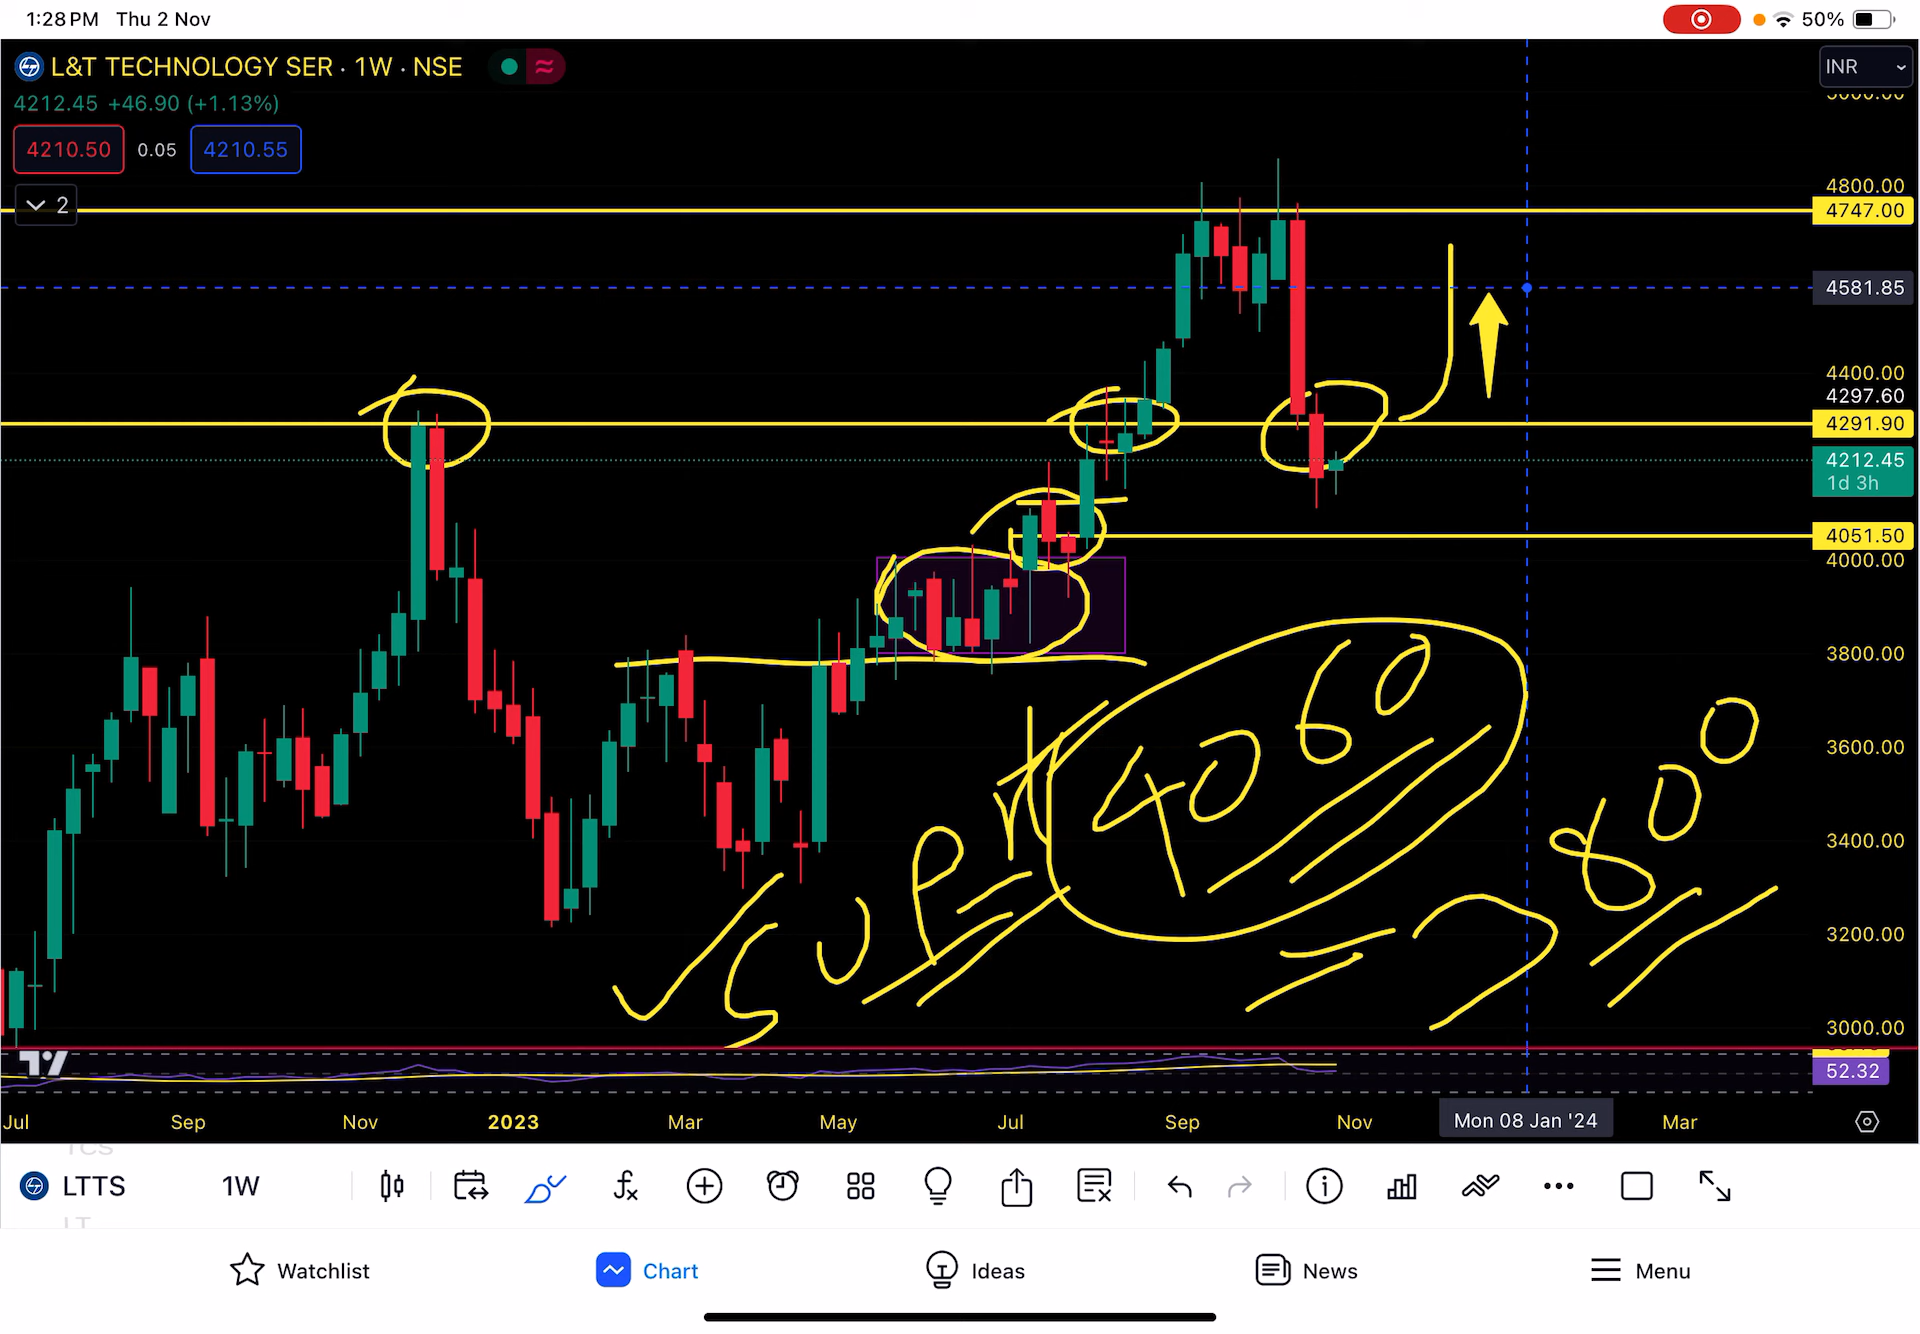 1:28 PM Thu 2 Nov
50%
L&T TECHNOLOGY SER · 1W · NSE
INR
4212.45 +46.90 (+1.13%)
4210.50 0.05 4210.55
2
5000.00
4800.00
4747.00
4581.85
4400.00
4297.60
4291.90
4212.45
1d 3h
4051.50
4000.00
3800.00
3600.00
3400.00
3200.00
3000.00
52.32
4060
3800
Jul Sep Nov 2023 Mar May Jul Sep Nov Mon 08 Jan '24 Mar
TCS
LTTS 1W
LT
Watchlist Chart Ideas News Menu